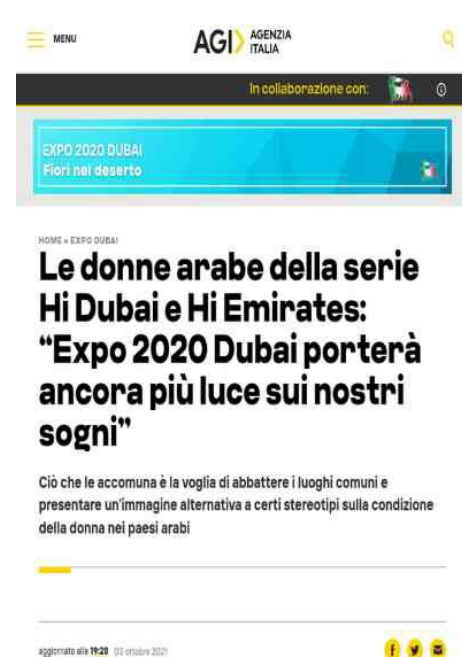 MENU
AGI> AGENZIA
ITALIA
In collaborazione con:
EXPO 2020 DUBAI
Fiori nel deserto
HOME » EXPO DUBAI
Le donne arabe della serie
Hi Dubai e Hi Emirates:
“Expo 2020 Dubai porterà
ancora più luce sui nostri
sogni”
Ciò che le accomuna è la voglia di abbattere i luoghi comuni e
presentare un'immagine alternativa a certi stereotipi sulla condizione
della donna nei paesi arabi
aggiornato alle 19:28 03 ottobre 2021